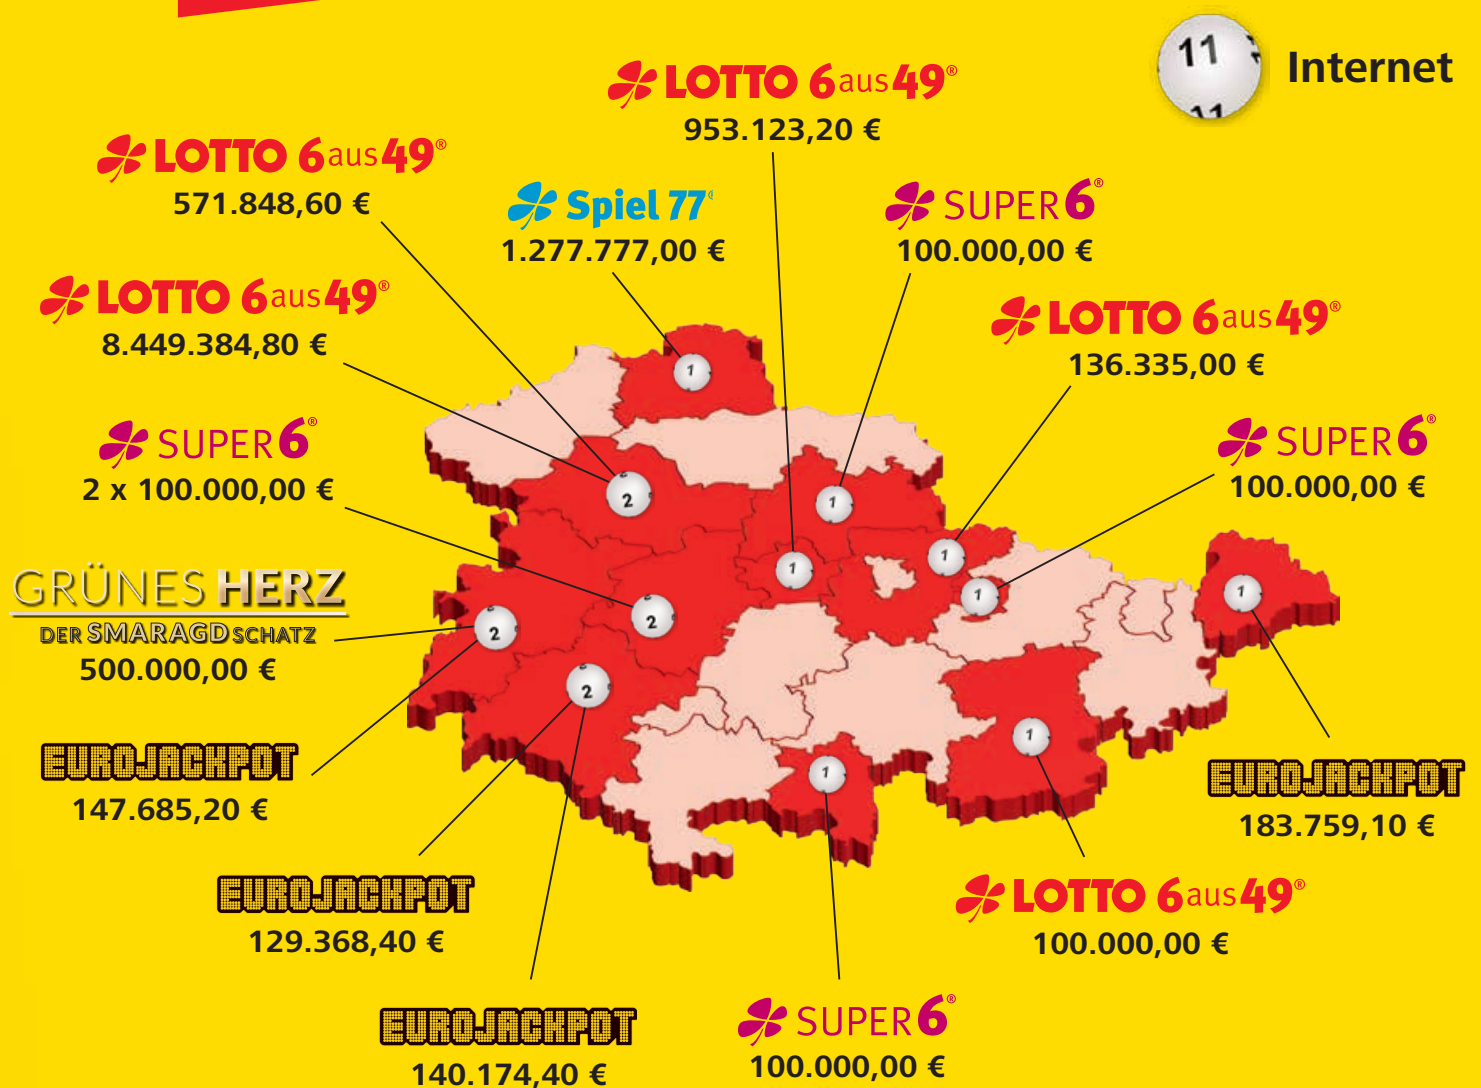 11
11
Internet
LOTTO 6aus49®
953.123,20 €
LOTTO 6aus49®
571.848,60 €
Spiel 77®
1.277.777,00 €
SUPER 6®
100.000,00 €
LOTTO 6aus49®
8.449.384,80 €
LOTTO 6aus49®
136.335,00 €
SUPER 6®
2 x 100.000,00 €
SUPER 6®
100.000,00 €
GRÜNES HERZ
DER SMARAGDSCHATZ
500.000,00 €
1
2
1
1
1
1
1
2
2
2
1
1
EUROJACKPOT
147.685,20 €
EUROJACKPOT
183.759,10 €
EUROJACKPOT
129.368,40 €
LOTTO 6aus49®
100.000,00 €
EUROJACKPOT
140.174,40 €
SUPER 6®
100.000,00 €